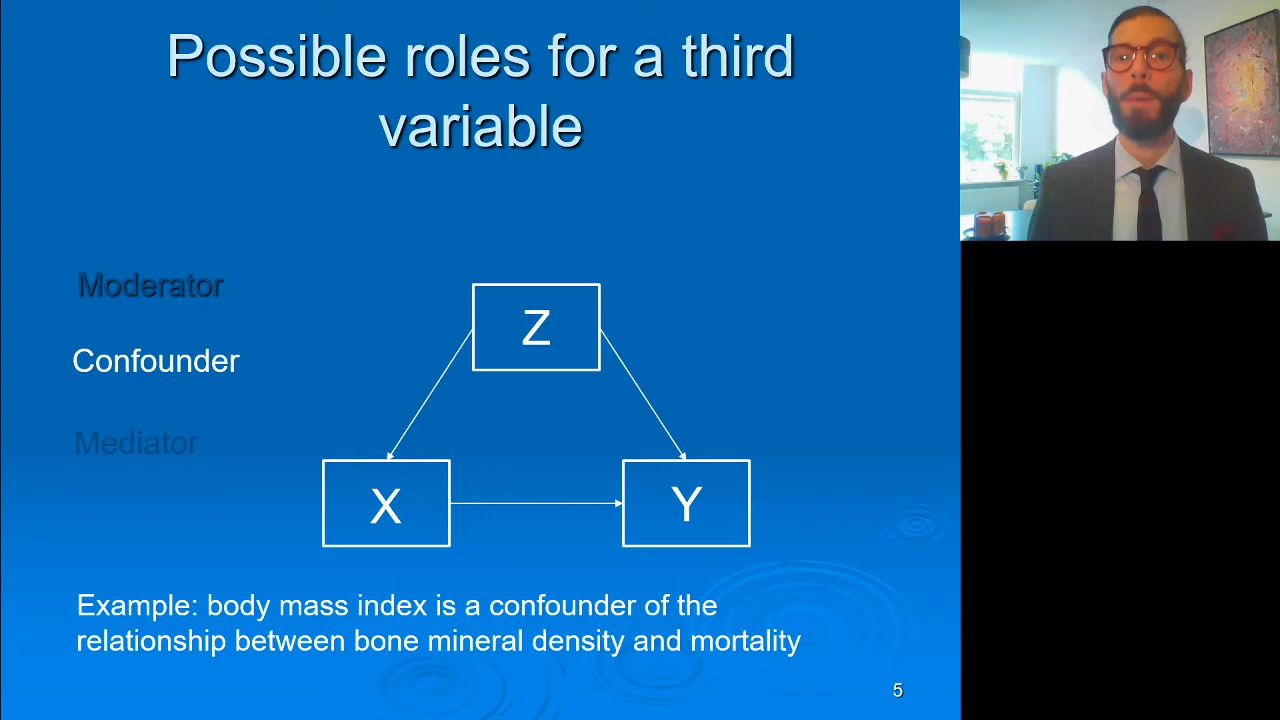 Possible roles for a third
variable
Moderator
Z
Confounder
Mediator
X
Y
Example: body mass index is a confounder of the
relationship between bone mineral density and mortality
5